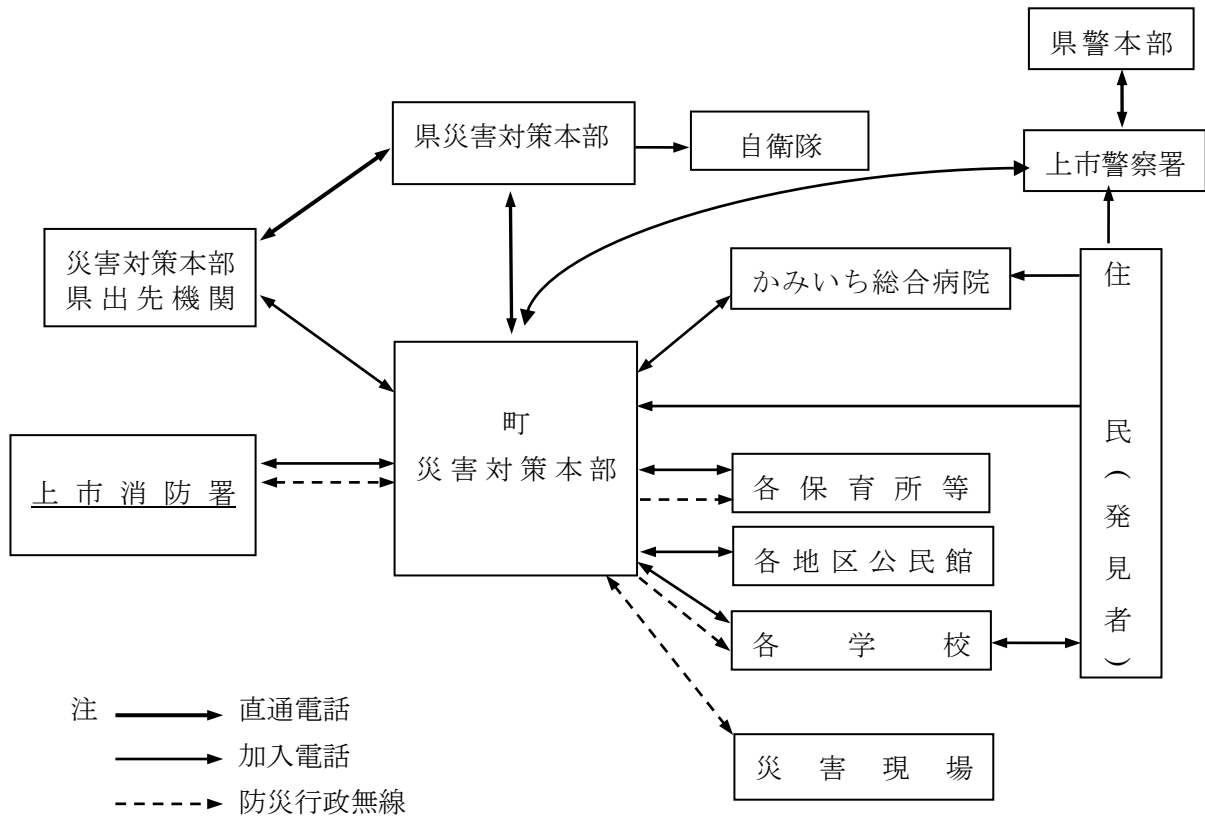 県警本部
県災害対策本部
自衛隊
上市警察署
災害対策本部
県出先機関
かみいち総合病院
住民(発見者)
町
災害対策本部
上市消防署
各保育所等
各地区公民館
各学校
災害現場
注
直通電話
加入電話
防災行政無線